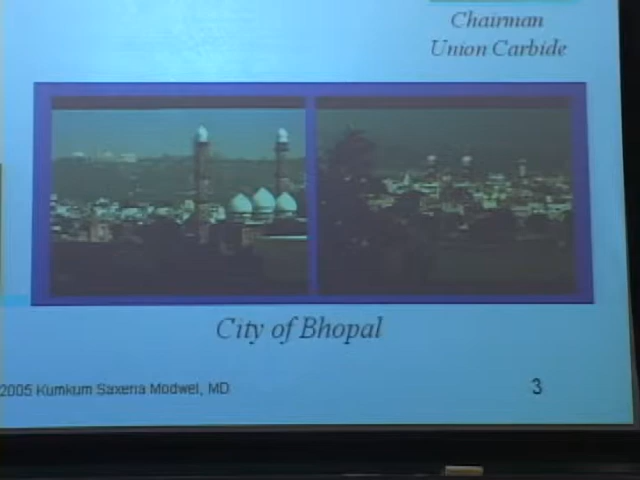 Chairman
Union Carbide
City of Bhopal
2005 Kumkum Saxena Modwel, MD
3